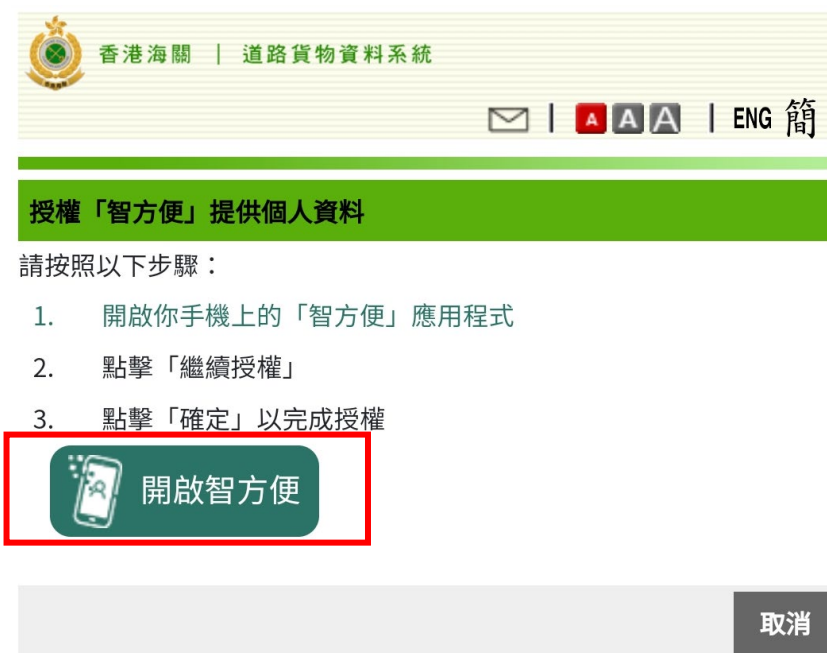 香港海關 | 道路貨物資料系統
A A A | ENG 簡
授權「智方便」提供個人資料
請按照以下步驟：
1. 開啟你手機上的「智方便」應用程式
2. 點擊「繼續授權」
3. 點擊「確定」以完成授權
開啟智方便
取消